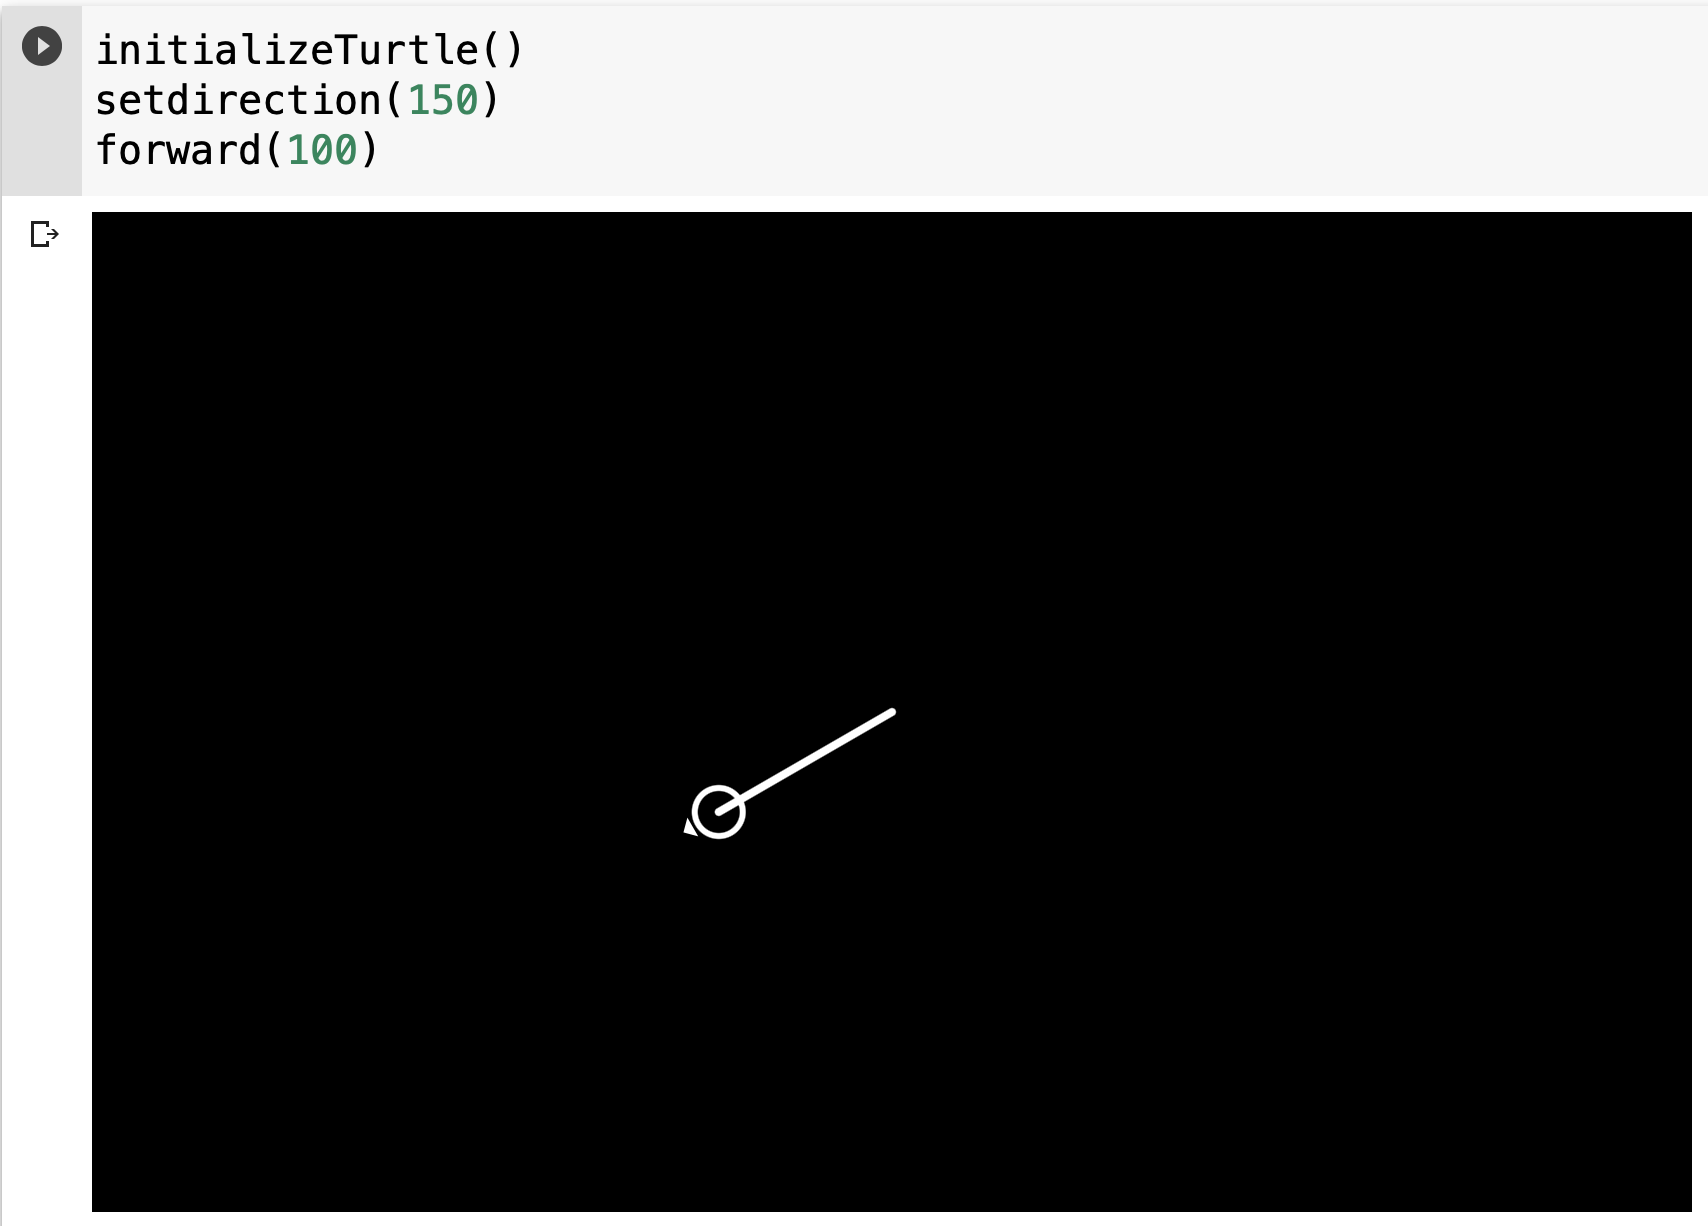 initializeTurtle()
setdirection(150)
forward(100)